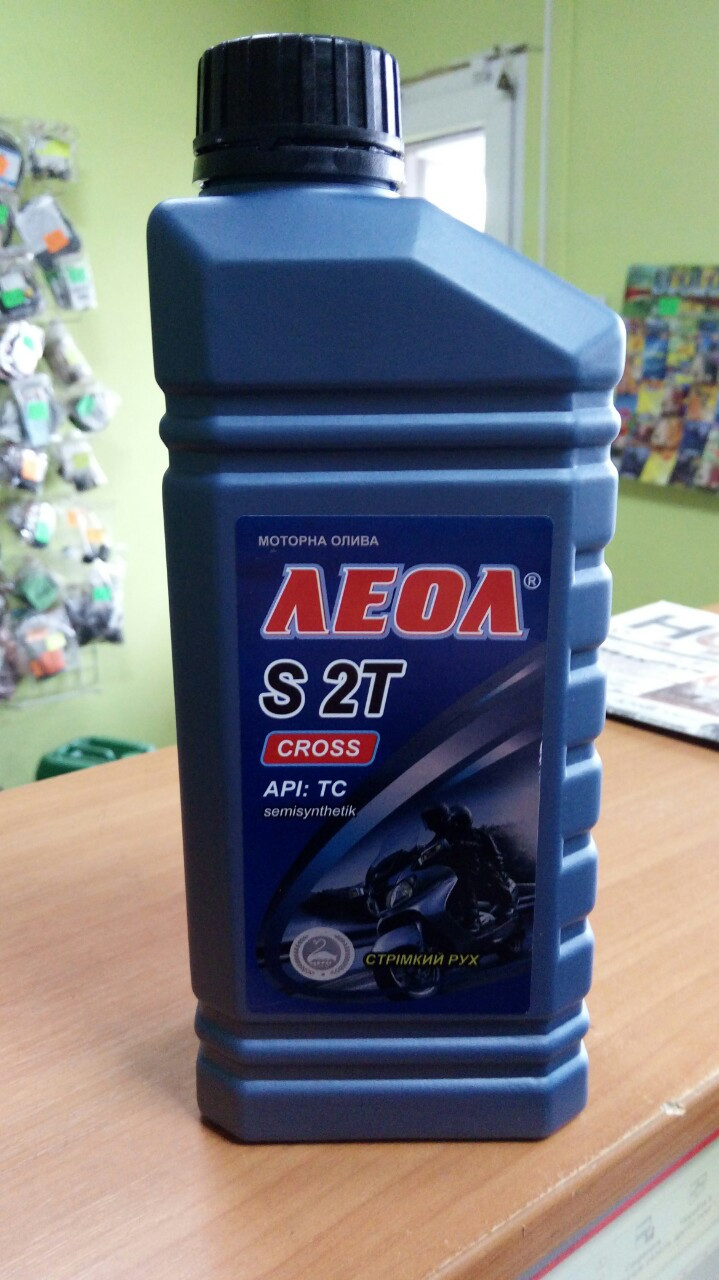 МОТОРНА ОЛИВА
ЛЕОЛ®
S 2T
CROSS
API: TC
semisynthetik
СТРІМКИЙ РУХ